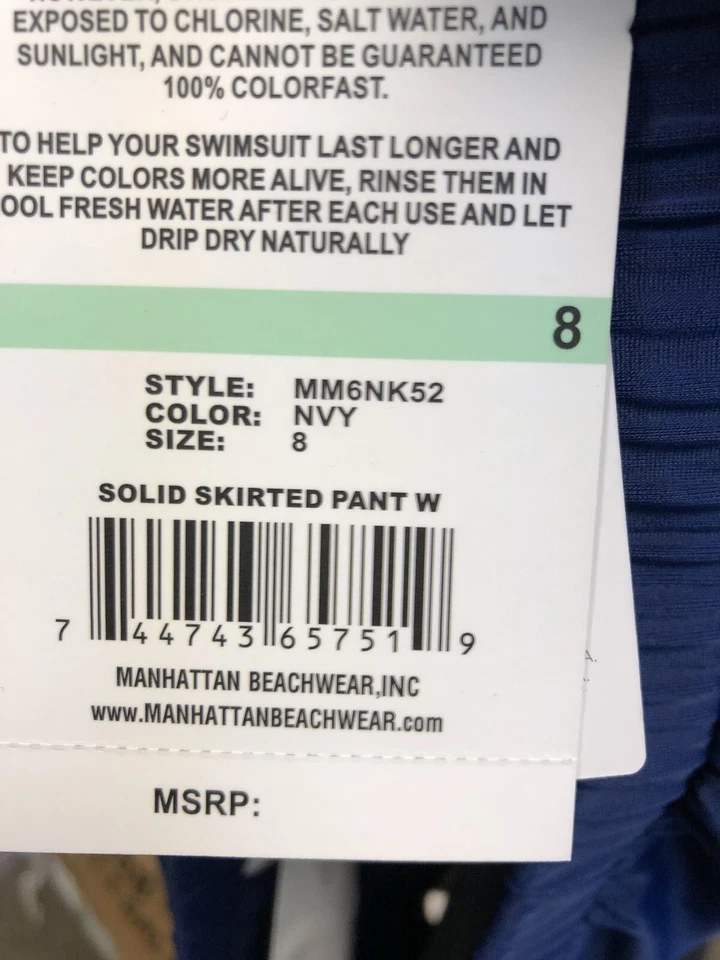 EXPOSED TO CHLORINE, SALT WATER, AND
SUNLIGHT, AND CANNOT BE GUARANTEED
100% COLORFAST.
TO HELP YOUR SWIMSUIT LAST LONGER AND
KEEP COLORS MORE ALIVE, RINSE THEM IN
OOL FRESH WATER AFTER EACH USE AND LET
DRIP DRY NATURALLY
8
STYLE: MM6NK52
COLOR: NVY
SIZE: 8
SOLID SKIRTED PANT W
7 44743 65751 9
MANHATTAN BEACHWEAR,INC
www.MANHATTANBEACHWEAR.com
MSRP: